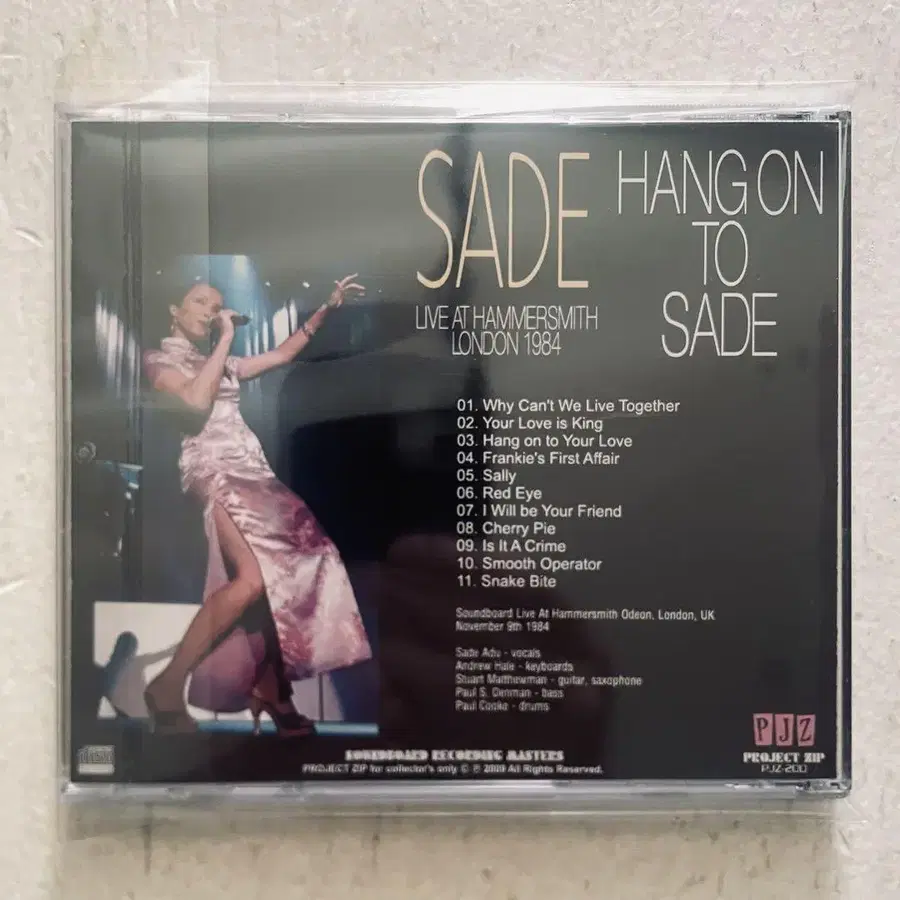 SADE
LIVE AT HAMMERSMITH
LONDON 1984
HANG ON
TO
SADE
01. Why Can't We Live Together
02. Your Love is King
03. Hang on to Your Love
04. Frankie's First Affair
05. Sally
06. Red Eye
07. I Will be Your Friend
08. Cherry Pie
09. Is It A Crime
10. Smooth Operator
11. Snake Bite
Soundboard Live At Hammersmith Odeon, London, UK
November 9th 1984
Sade Adu - vocals
Andrew Hale - keyboards
Stuart Matthewman - guitar, saxophone
Paul S. Denman - bass
Paul Cooke - drums
SOUNDBOARD RECORDING MASTERS
PROJECT ZIP for collector's only © ℗ 2009 All Rights Reserved.
PJZ
PROJECT ZIP
PJZ-200